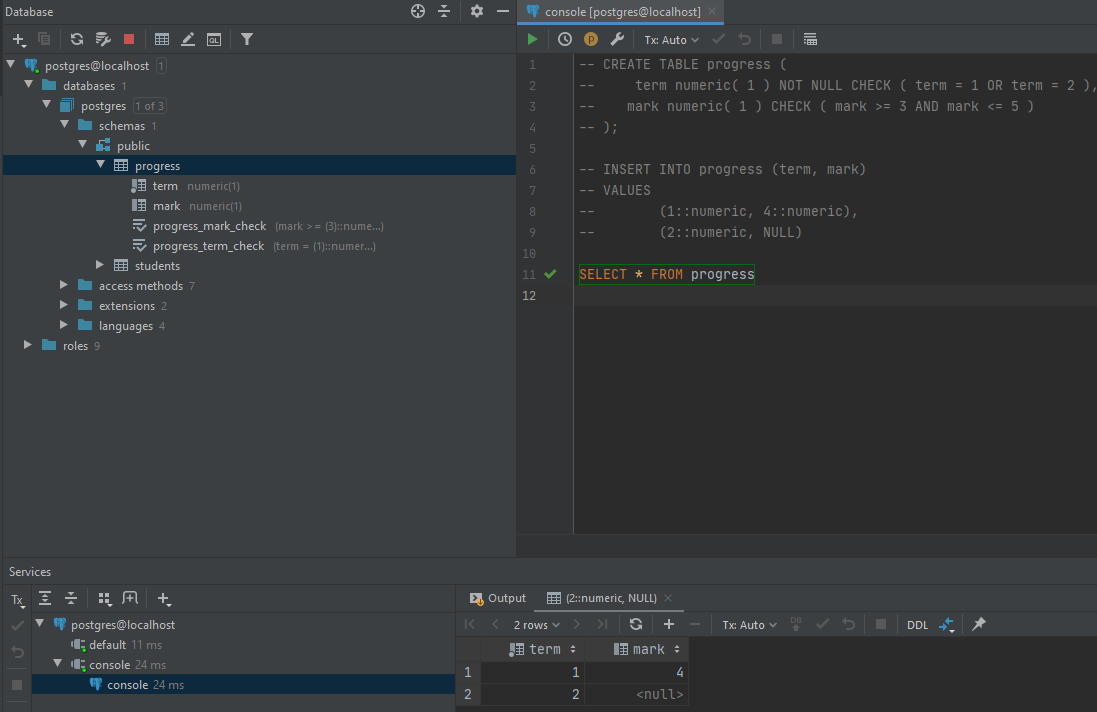 Database
postgres@localhost 1
databases 1
postgres 1 of 3
schemas 1
public
progress
term numeric(1)
mark numeric(1)
progress_mark_check (mark >= (3)::nume...)
progress_term_check (term = (1)::numer...)
students
access methods 7
extensions 2
languages 4
roles 9
console [postgres@localhost]
Tx: Auto
1 -- CREATE TABLE progress (
2 --     term numeric( 1 ) NOT NULL CHECK ( term = 1 OR term = 2 ),
3 --    mark numeric( 1 ) CHECK ( mark >= 3 AND mark <= 5 )
4 -- );
5
6 -- INSERT INTO progress (term, mark)
7 -- VALUES
8 --        (1::numeric, 4::numeric),
9 --        (2::numeric, NULL)
10
11 SELECT * FROM progress
12
Services
Tx
postgres@localhost
default 11 ms
console 24 ms
console 24 ms
Output (2::numeric, NULL)
2 rows Tx: Auto DB DDL
term mark
1 1 4
2 2 <null>